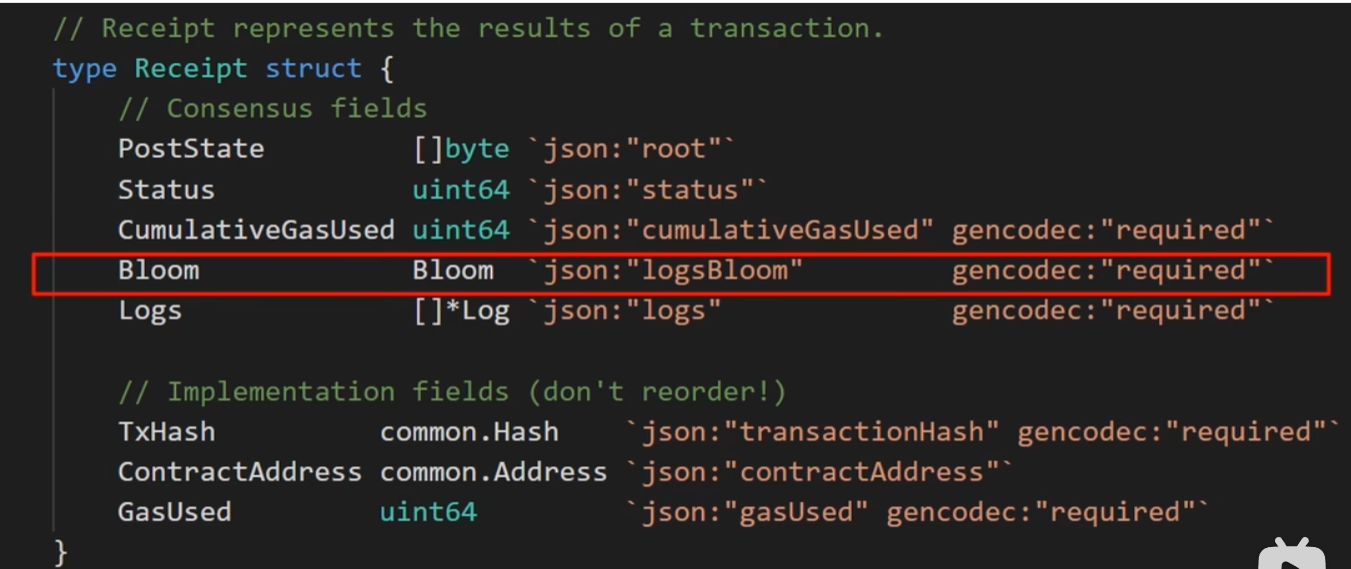 // Receipt represents the results of a transaction.
type Receipt struct {
// Consensus fields
PostState []byte `json:"root"`
Status uint64 `json:"status"`
CumulativeGasUsed uint64 `json:"cumulativeGasUsed" gencodec:"required"`
Bloom Bloom `json:"logsBloom" gencodec:"required"`
Logs []*Log `json:"logs" gencodec:"required"`
// Implementation fields (don't reorder!)
TxHash common.Hash `json:"transactionHash" gencodec:"required"`
ContractAddress common.Address `json:"contractAddress"`
GasUsed uint64 `json:"gasUsed" gencodec:"required"`
}